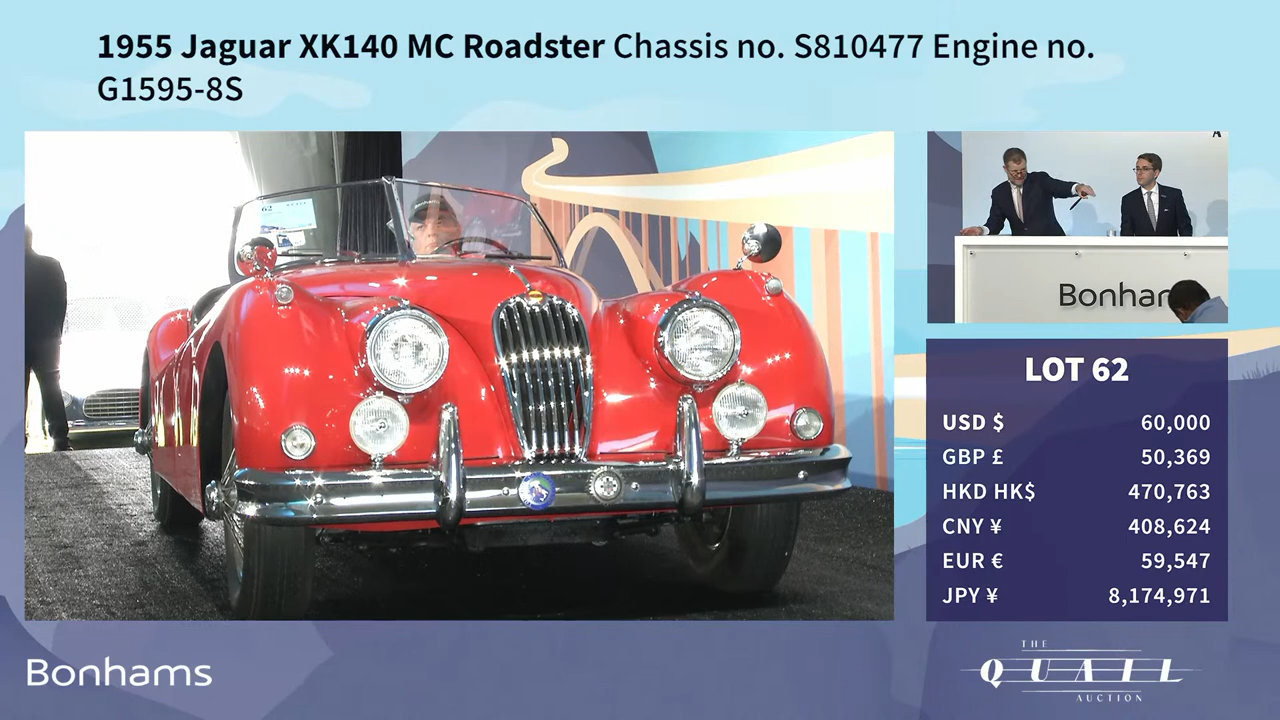 1955 Jaguar XK140 MC Roadster Chassis no. S810477 Engine no.
G1595-8S
62
A
Bonham
LOT 62
USD $ 60,000
GBP £ 50,369
HKD HK$ 470,763
CNY ¥ 408,624
EUR € 59,547
JPY ¥ 8,174,971
Bonhams
THE
QUAIL
AUCTION